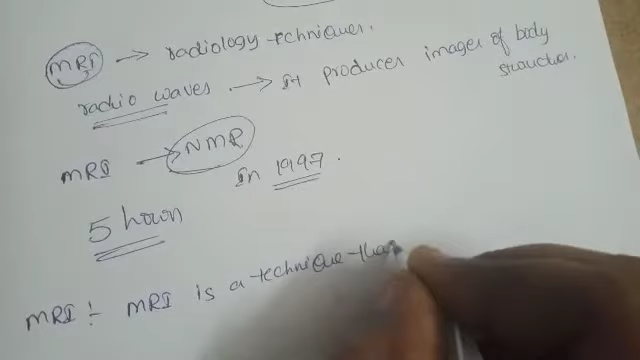 MRI → radiology techniques.
radio waves → It produces images of body
structure.
MRI → NMR
In 1997.
5 hours
MRI :- MRI is a technique that